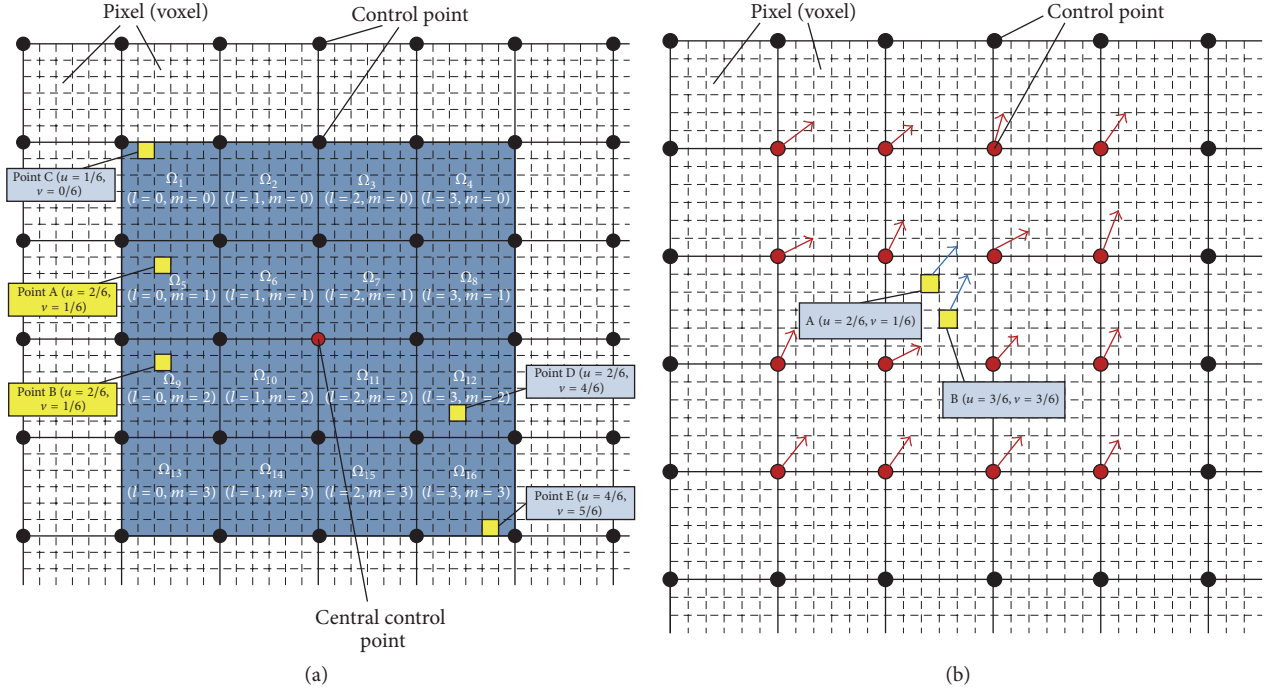 Pixel (voxel)
Control point
Point C (u = 1/6,
v = 0/6)
Ω1
(l = 0, m = 0)
Ω2
(l = 1, m = 0)
Ω3
(l = 2, m = 0)
Ω4
(l = 3, m = 0)
Point A (u = 2/6,
v = 1/6)
Ω5
(l = 0, m = 1)
Ω6
(l = 1, m = 1)
Ω7
(l = 2, m = 1)
Ω8
(l = 3, m = 1)
Point B (u = 2/6,
v = 1/6)
Ω9
(l = 0, m = 2)
Ω10
(l = 1, m = 2)
Ω11
(l = 2, m = 2)
Ω12
(l = 3, m = 2)
Point D (u = 2/6,
v = 4/6)
Ω13
(l = 0, m = 3)
Ω14
(l = 1, m = 3)
Ω15
(l = 2, m = 3)
Ω16
(l = 3, m = 3)
Point E (u = 4/6,
v = 5/6)
Central control
point
(a)
Pixel (voxel)
Control point
A (u = 2/6, v = 1/6)
B (u = 3/6, v = 3/6)
(b)